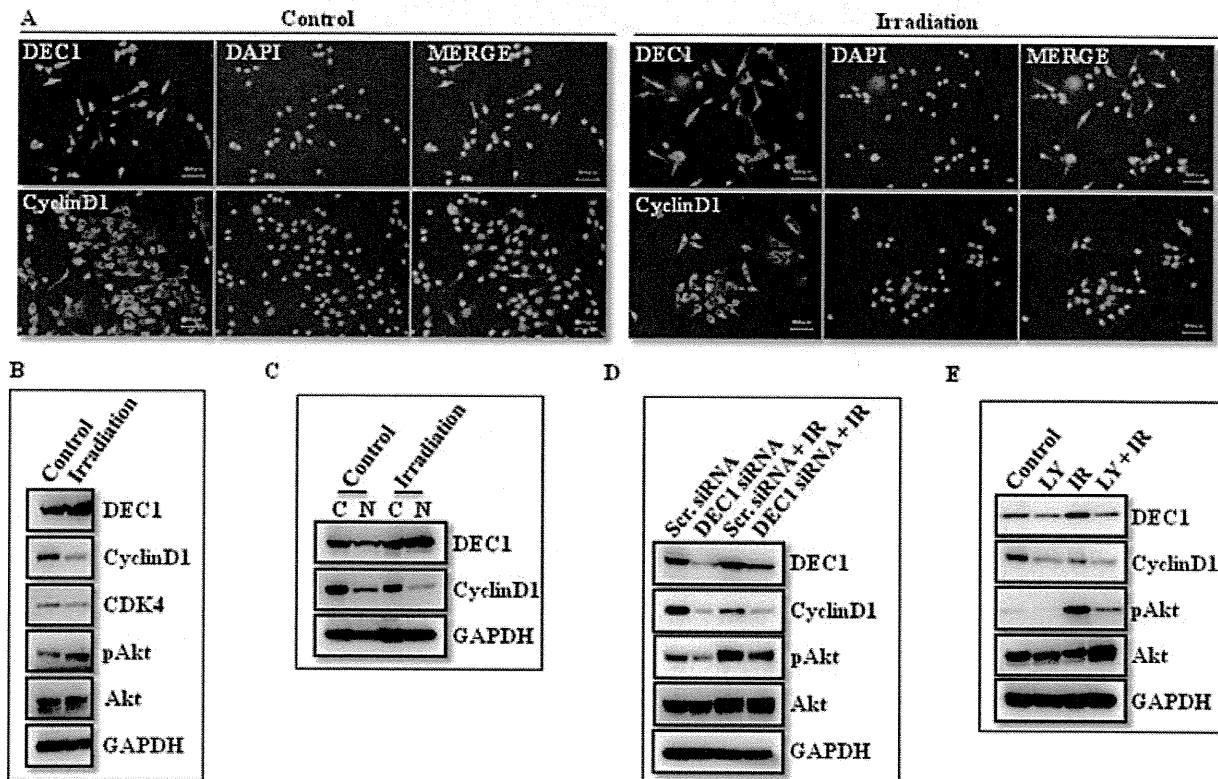 A
Control
Irradiation
DEC1
DAPI
MERGE
DEC1
DAPI
MERGE
CyclinD1
CyclinD1
B
Control
Irradiation
DEC1
CyclinD1
CDK4
pAkt
Akt
GAPDH
C
Control
Irradiation
C N C N
DEC1
CyclinD1
GAPDH
D
Scr. siRNA
DEC1 siRNA
Scr. siRNA + IR
DEC1 siRNA + IR
DEC1
CyclinD1
pAkt
Akt
GAPDH
E
Control
LY
IR
LY + IR
DEC1
CyclinD1
pAkt
Akt
GAPDH